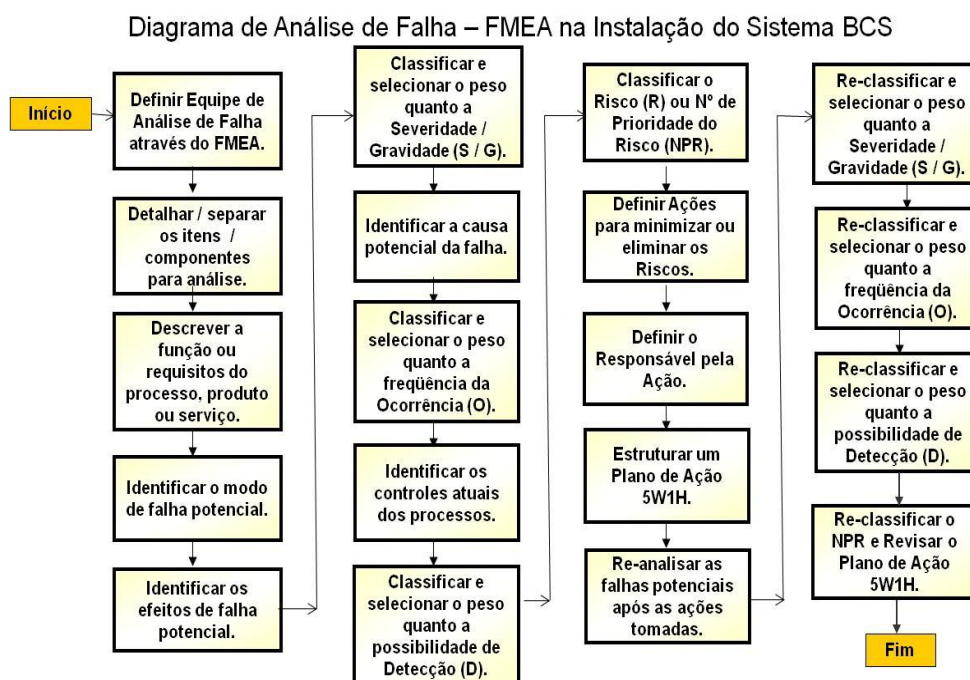 Diagrama de Análise de Falha – FMEA na Instalação do Sistema BCS
Início
Definir Equipe de
Análise de Falha
através do FMEA.
Detalhar / separar
os itens /
componentes para
análise.
Descrever a
função ou
requisitos do
processo, produto
ou serviço.
Identificar o modo
de falha potencial.
Identificar os
efeitos de falha
potencial.
Classificar e
selecionar o peso
quanto a
Severidade /
Gravidade (S / G).
Identificar a causa
potencial da falha.
Classificar e
selecionar o peso
quanto a
freqüência da
Ocorrência (O).
Identificar os
controles atuais
dos processos.
Classificar e
selecionar o peso
quanto a
possibilidade de
Detecção (D).
Classificar o
Risco (R) ou Nº de
Prioridade do
Risco (NPR).
Definir Ações
para minimizar ou
eliminar os
Riscos.
Definir o
Responsável pela
Ação.
Estruturar um
Plano de Ação
5W1H.
Re-analisar as
falhas potenciais
após as ações
tomadas.
Re-classificar e
selecionar o peso
quanto a
Severidade /
Gravidade (S / G).
Re-classificar e
selecionar o peso
quanto a
freqüência da
Ocorrência (O).
Re-classificar e
selecionar o peso
quanto a
possibilidade de
Detecção (D).
Re-classificar o
NPR e Revisar o
Plano de Ação
5W1H.
Fim